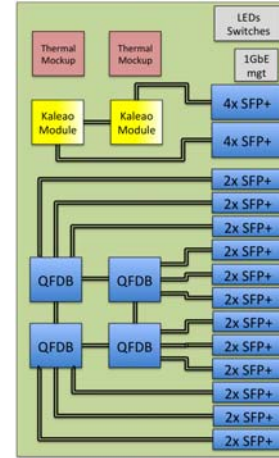 LEDs
Switches
Thermal
Mockup
Thermal
Mockup
1GbE
mgt
Kaleao
Module
Kaleao
Module
4x SFP+
4x SFP+
2x SFP+
2x SFP+
2x SFP+
2x SFP+
2x SFP+
2x SFP+
QFDB
QFDB
2x SFP+
2x SFP+
2x SFP+
QFDB
QFDB
2x SFP+
2x SFP+
2x SFP+